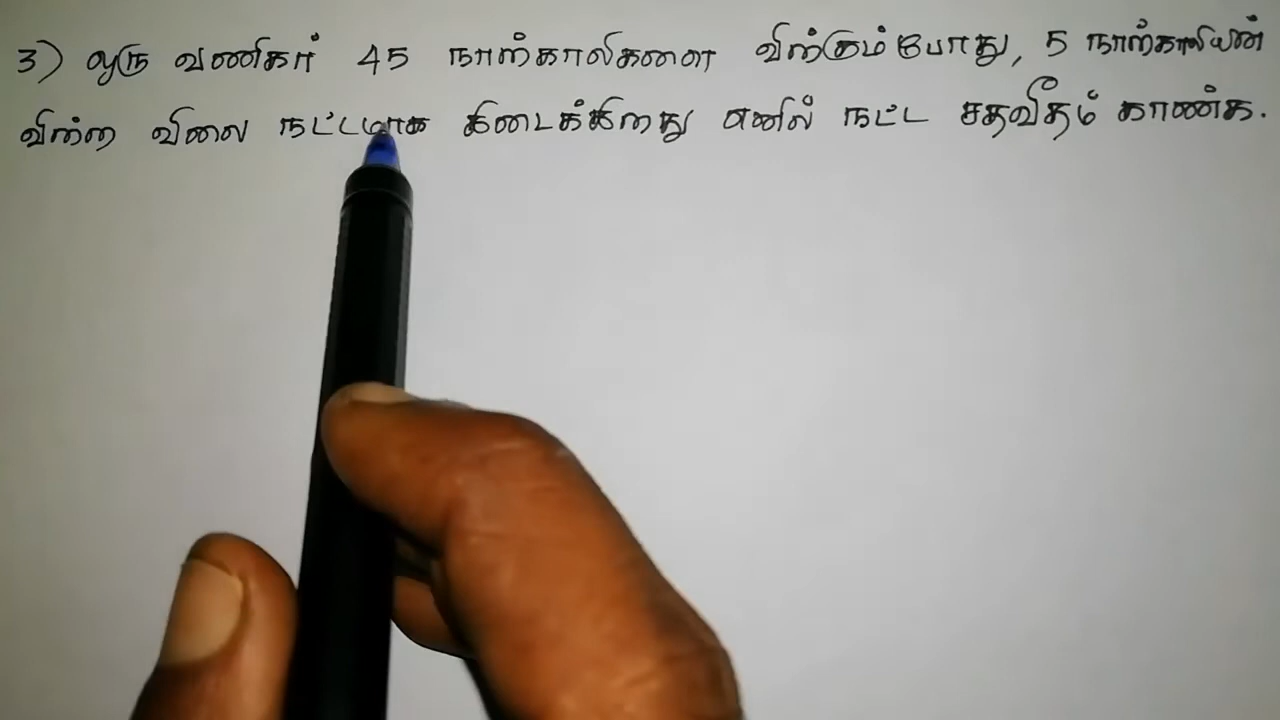 3) ஒரு வணிகர் 45 நாற்காலிகளை விற்கும்போது, 5 நாற்காலியின்
விற்ற விலை நட்டமாக கிடைக்கிறது எனில் நட்ட சதவீதம் காண்க.